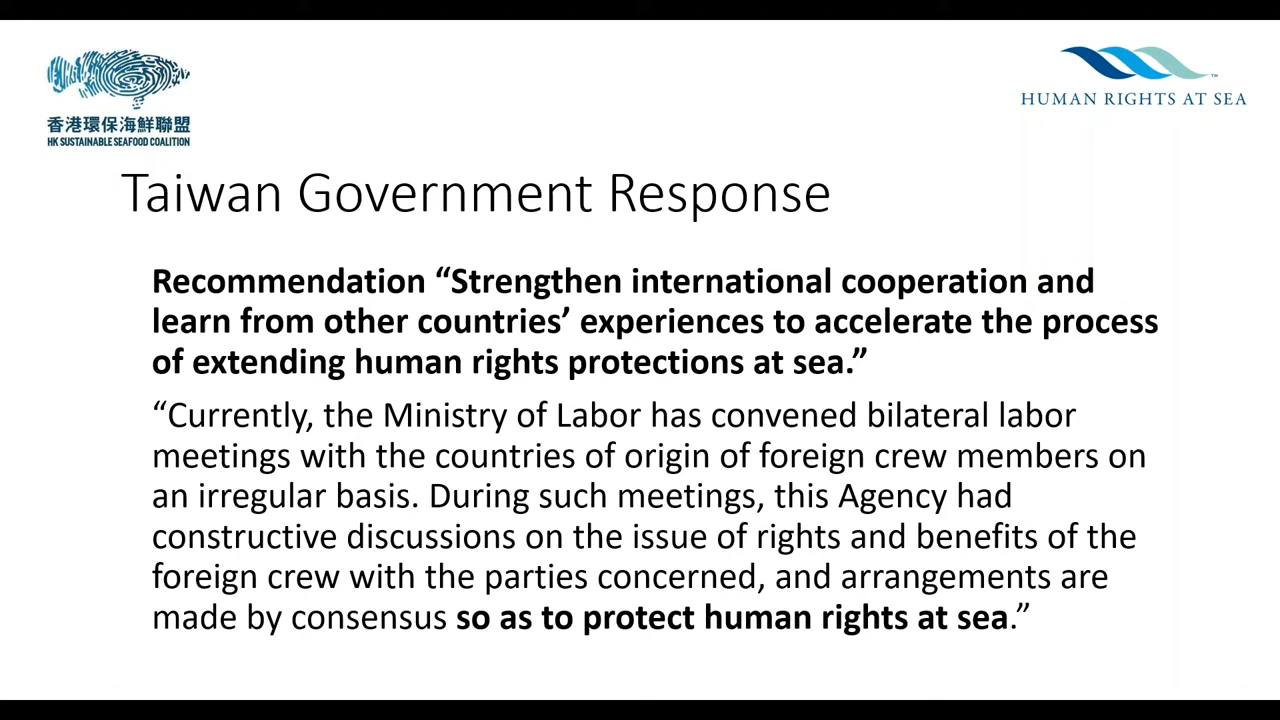 香港環保海鮮聯盟
HK SUSTAINABLE SEAFOOD COALITION
HUMAN RIGHTS AT SEA™
Taiwan Government Response
Recommendation “Strengthen international cooperation and
learn from other countries’ experiences to accelerate the process
of extending human rights protections at sea.”
“Currently, the Ministry of Labor has convened bilateral labor
meetings with the countries of origin of foreign crew members on
an irregular basis. During such meetings, this Agency had
constructive discussions on the issue of rights and benefits of the
foreign crew with the parties concerned, and arrangements are
made by consensus so as to protect human rights at sea.”